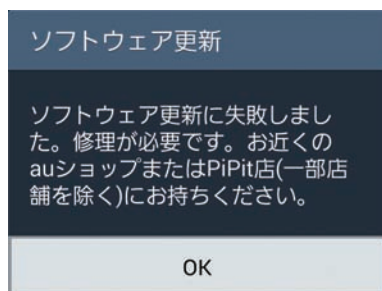 ソフトウェア更新
ソフトウェア更新に失敗しまし
た。修理が必要です。お近くの
auショップまたはPiPit店(一部店
舗を除く)にお持ちください。
OK